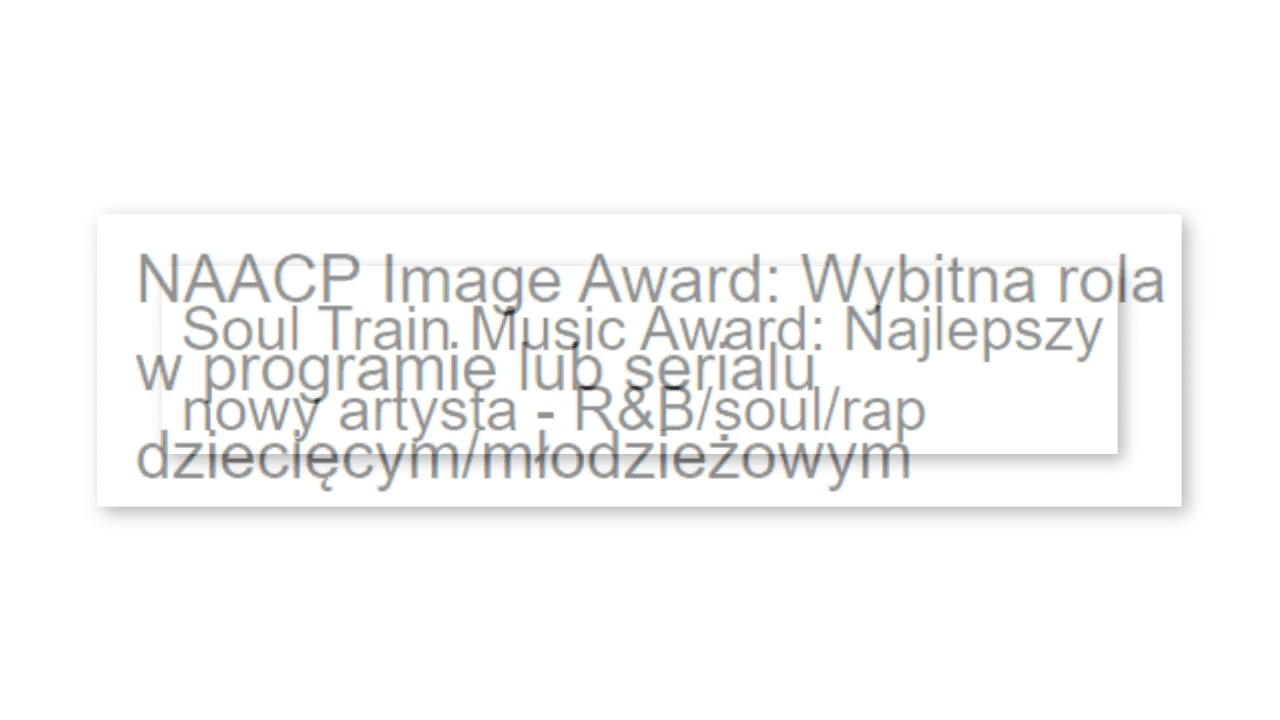 NAACP Image Award: Wybitna rola
w programie lub serialu
dziecięcym/młodzieżowym
Soul Train Music Award: Najlepszy
nowy artysta - R&B/soul/rap